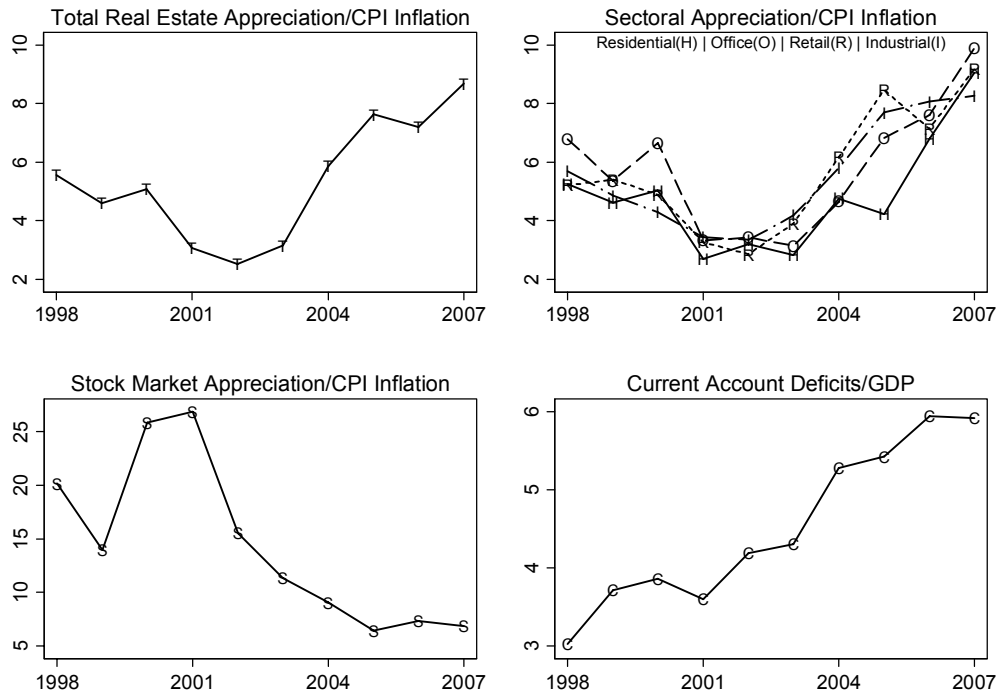 Total Real Estate Appreciation/CPI Inflation
10
8
6
4
2
T T T T T T T T T T
1998 2001 2004 2007
Sectoral Appreciation/CPI Inflation
Residential(H) | Office(O) | Retail(R) | Industrial(I)
10
8
6
4
2
1998 2001 2004 2007
Stock Market Appreciation/CPI Inflation
25
20
15
10
5
S S S S S S S S S S
1998 2001 2004 2007
Current Account Deficits/GDP
6
5
4
3
C C C C C C C C C C
1998 2001 2004 2007